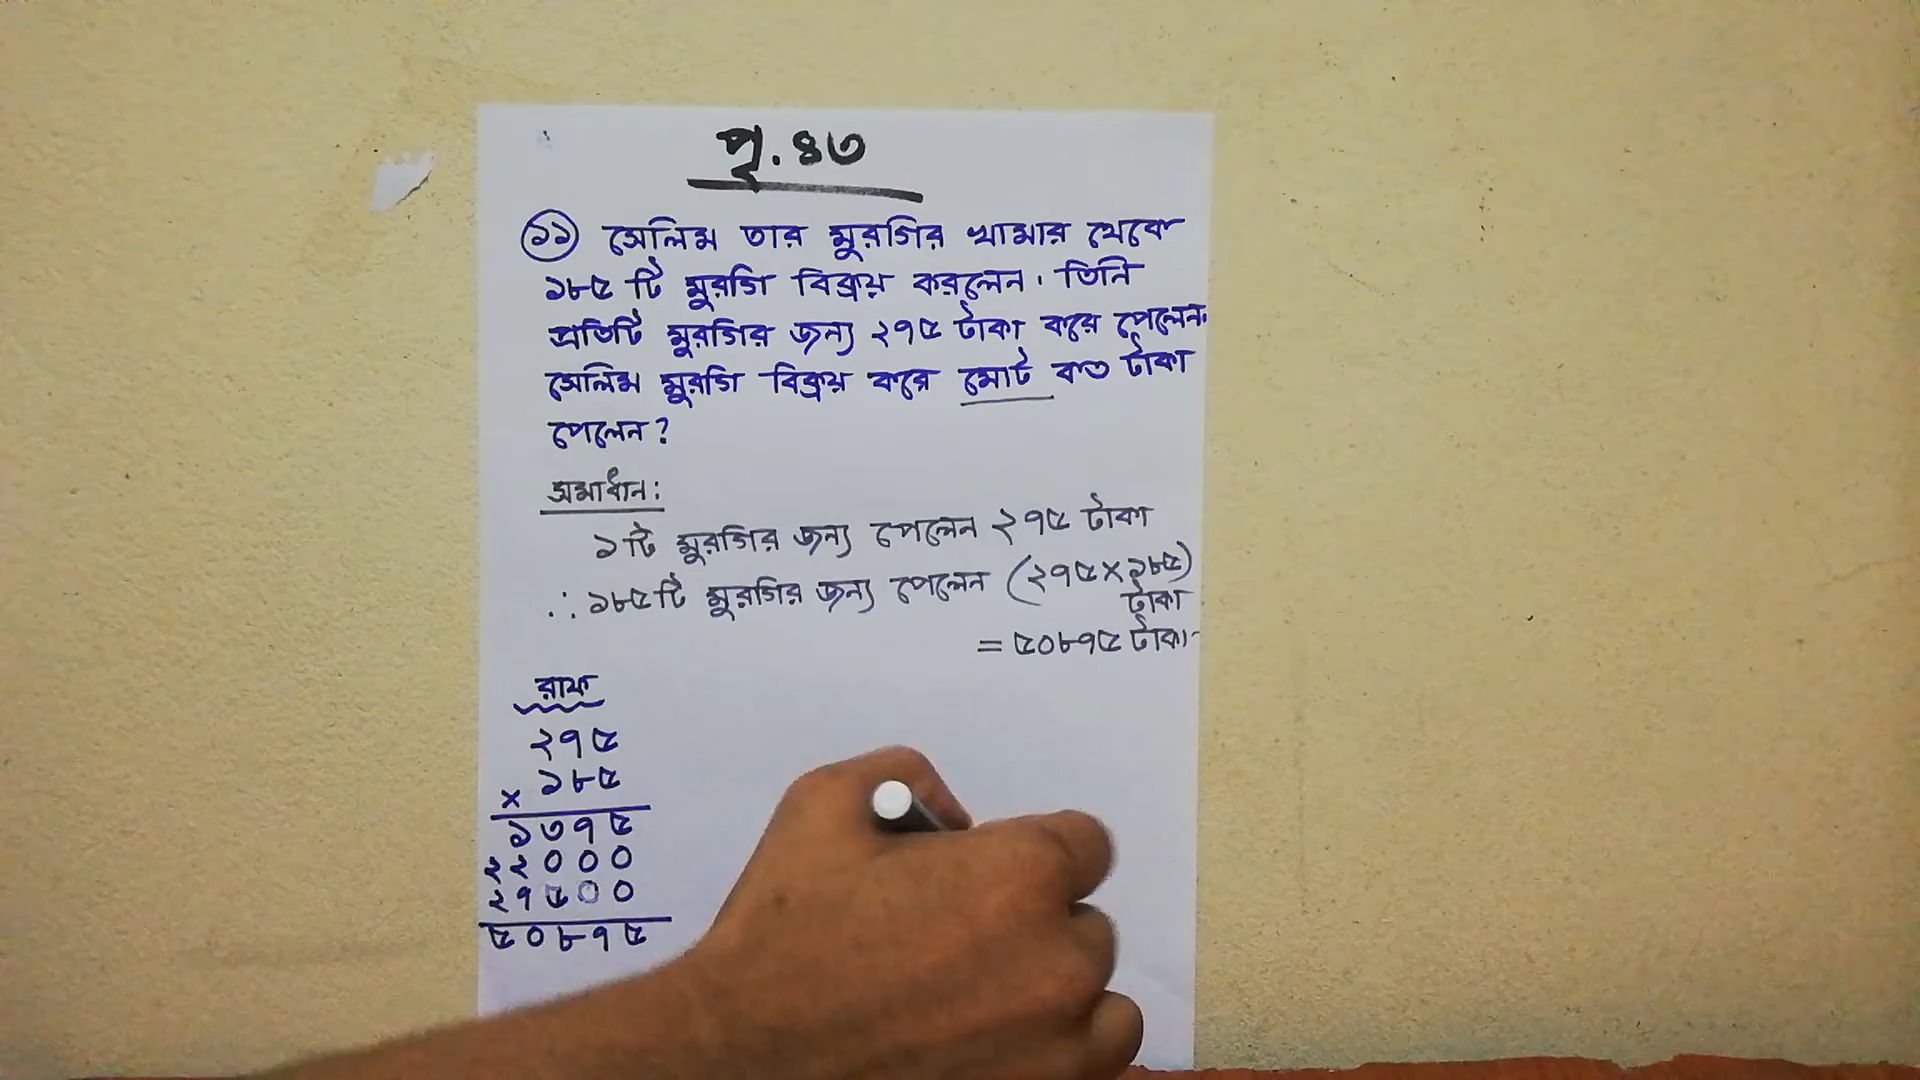 পৃ. ৪৩
১১ সেলিম তার মুরগির খামার থেকে
১৮৫ টি মুরগি বিক্রয় করলেন। তিনি
প্রতিটি মুরগির জন্য ২৭৫ টাকা করে পেলেন।
সেলিম মুরগি বিক্রয় করে মোট কত টাকা
পেলেন?
সমাধান:
১টি মুরগির জন্য পেলেন ২৭৫ টাকা
∴ ১৮৫টি মুরগির জন্য পেলেন (২৭৫×১৮৫)
টাকা
= ৫০৮৭৫ টাকা।
রাফ
২৭৫
× ১৮৫
১৩৭৫
২২০০০
২৭৫০০
৫০৮৭৫